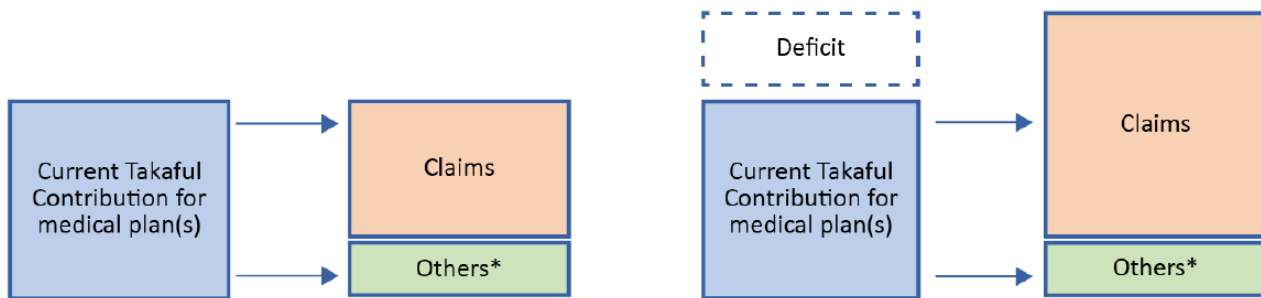 Current Takaful
Contribution for
medical plan(s)
Claims
Others*
Deficit
Current Takaful
Contribution for
medical plan(s)
Claims
Others*